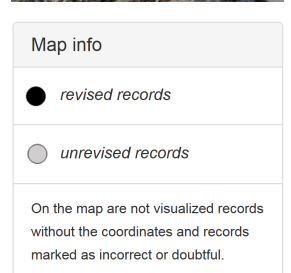 Map info
revised records
unrevised records
On the map are not visualized records
without the coordinates and records
marked as incorrect or doubtful.